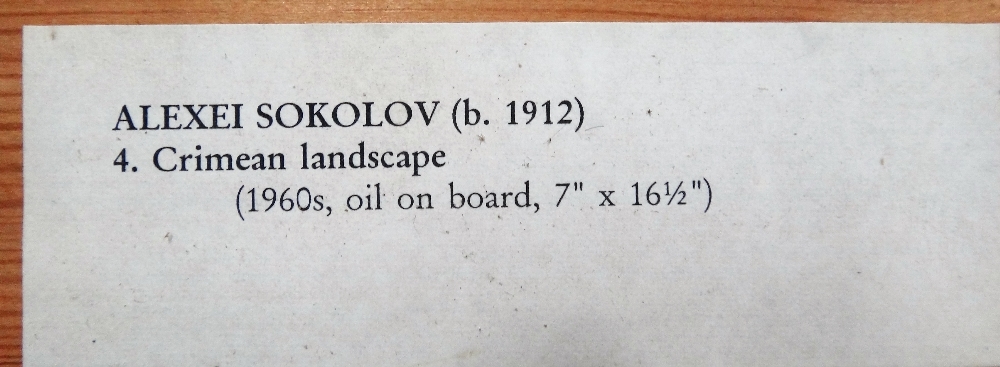 ALEXEI SOKOLOV (b. 1912)
4. Crimean landscape
(1960s, oil on board, 7" x 16½")